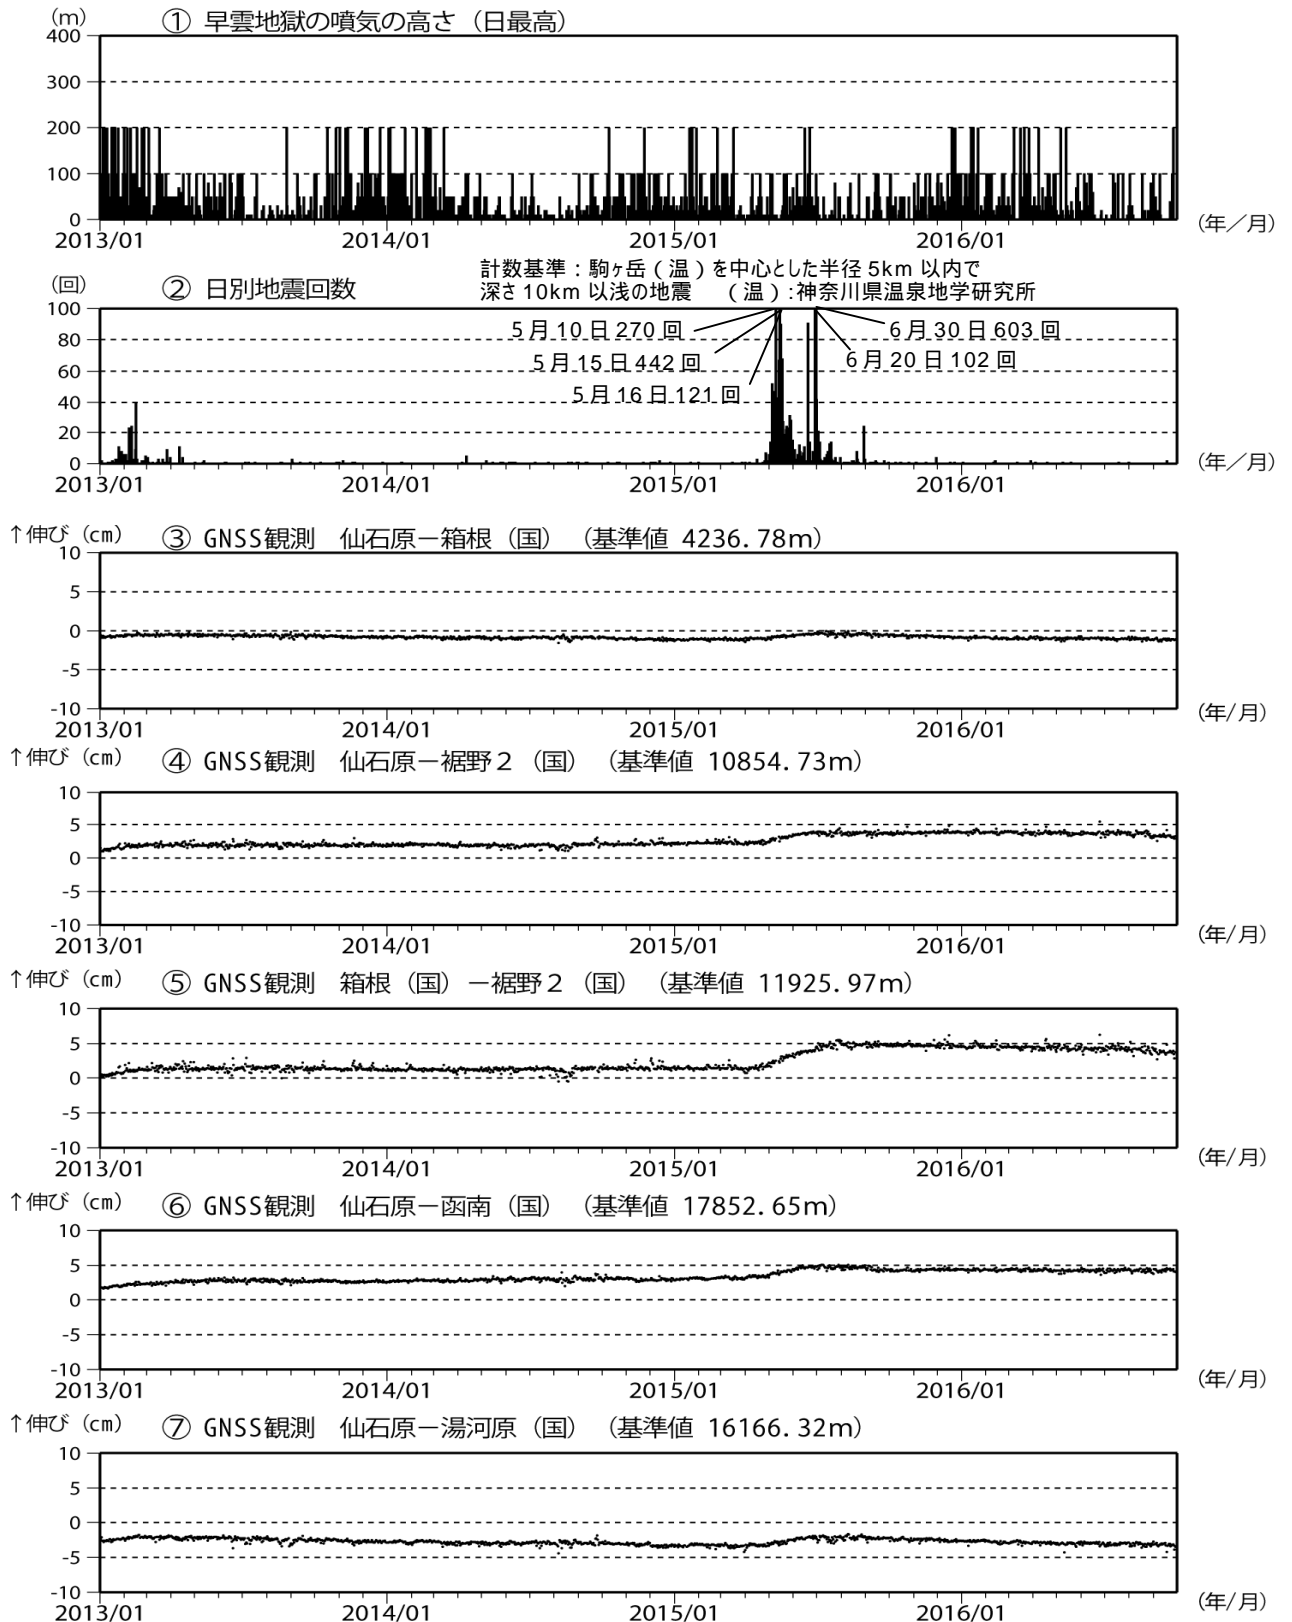 (m) ① 早雲地獄の噴気の高さ（日最高）
400
300
200
100
0
2013/01 2014/01 2015/01 2016/01 (年／月)
計数基準：駒ヶ岳（温）を中心とした半径5km以内で
(回) ② 日別地震回数 深さ10km以浅の地震 （温）:神奈川県温泉地学研究所
100
5月10日270回 6月30日603回
80
5月15日442回 6月20日102回
60
5月16日121回
40
20
0
2013/01 2014/01 2015/01 2016/01 (年／月)
↑伸び（cm） ③ GNSS観測 仙石原－箱根（国）（基準値 4236.78m）
10
5
0
-5
-10
2013/01 2014/01 2015/01 2016/01 (年/月)
↑伸び（cm） ④ GNSS観測 仙石原－裾野２（国）（基準値 10854.73m）
10
5
0
-5
-10
2013/01 2014/01 2015/01 2016/01 (年/月)
↑伸び（cm） ⑤ GNSS観測 箱根（国）－裾野２（国）（基準値 11925.97m）
10
5
0
-5
-10
2013/01 2014/01 2015/01 2016/01 (年/月)
↑伸び（cm） ⑥ GNSS観測 仙石原－函南（国）（基準値 17852.65m）
10
5
0
-5
-10
2013/01 2014/01 2015/01 2016/01 (年/月)
↑伸び（cm） ⑦ GNSS観測 仙石原－湯河原（国）（基準値 16166.32m）
10
5
0
-5
-10
2013/01 2014/01 2015/01 2016/01 (年/月)